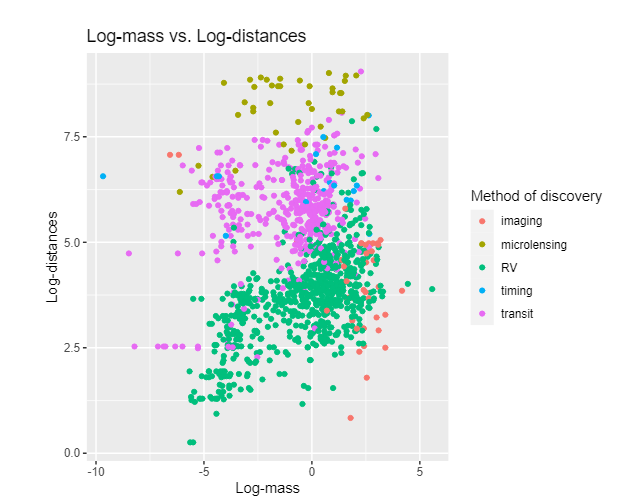 Log-mass vs. Log-distances
Log-distances
7.5
5.0
2.5
0.0
-10
-5
0
5
Log-mass
Method of discovery
imaging
microlensing
RV
timing
transit